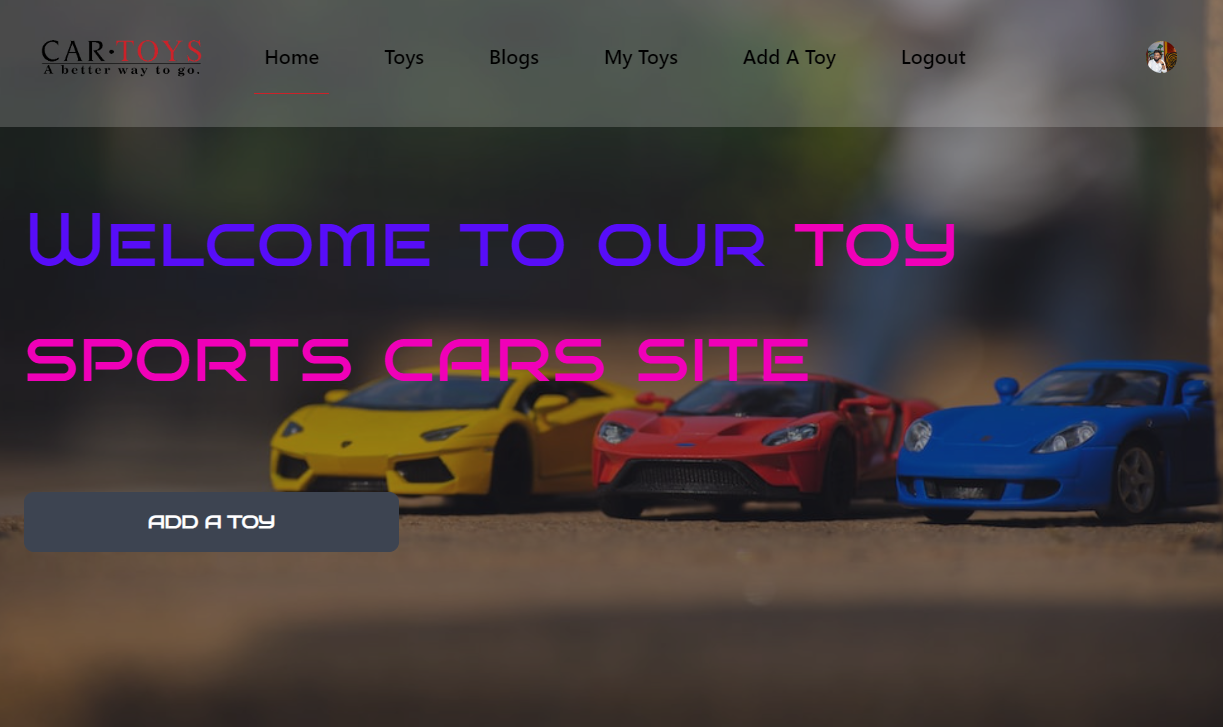 CAR·TOYS
A better way to go.
Home Toys Blogs My Toys Add A Toy Logout
Welcome to our toy
sports cars site
ADD A TOY